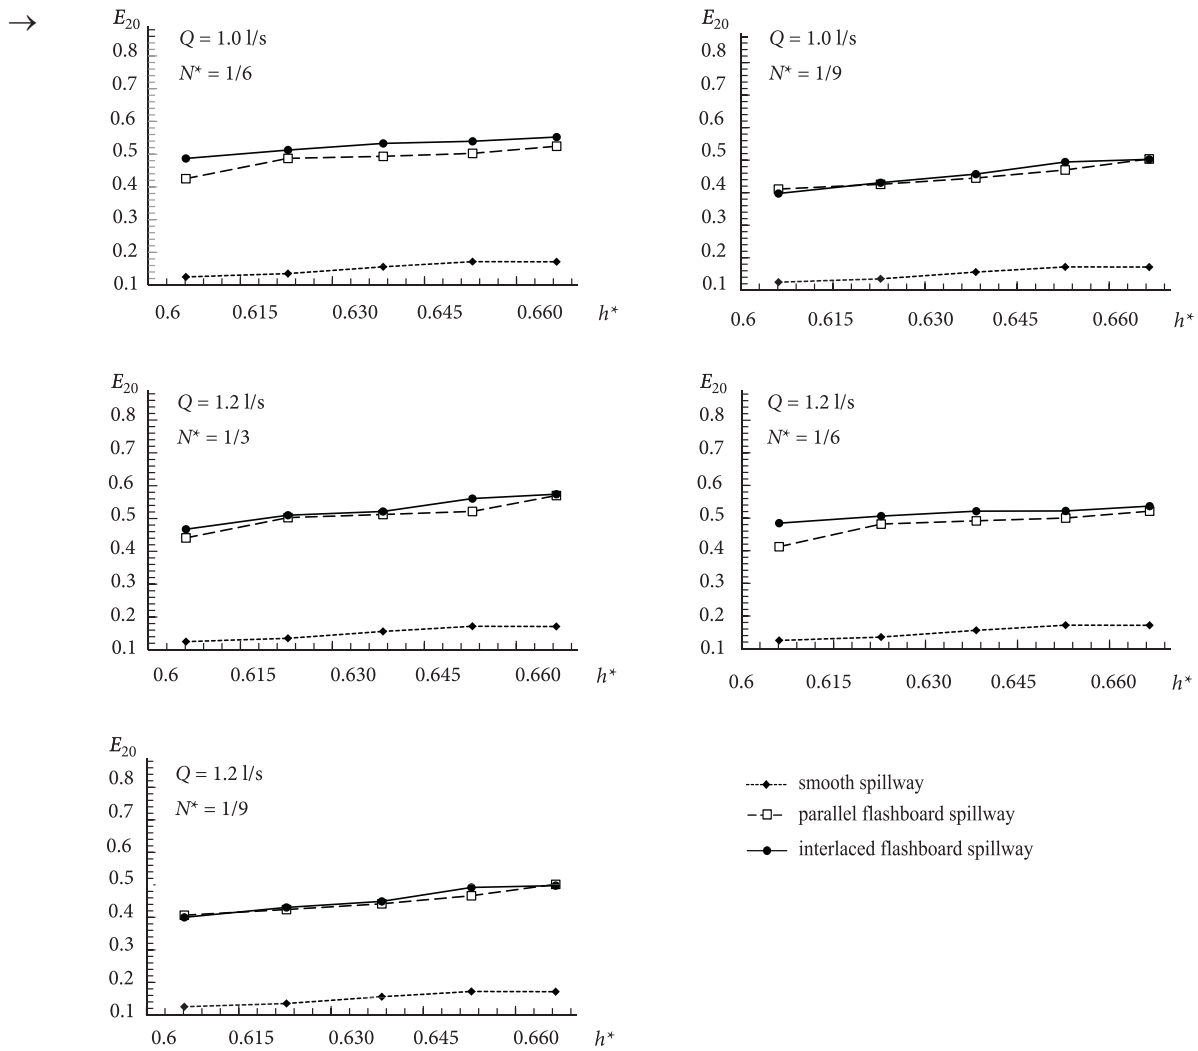 →
E20
Q = 1.0 l/s
N* = 1/6
0.8
0.7
0.6
0.5
0.4
0.3
0.2
0.1
0.6 0.615 0.630 0.645 0.660 h*
E20
Q = 1.0 l/s
N* = 1/9
0.8
0.7
0.6
0.5
0.4
0.3
0.2
0.1
0.6 0.615 0.630 0.645 0.660 h*
E20
Q = 1.2 l/s
N* = 1/3
0.8
0.7
0.6
0.5
0.4
0.3
0.2
0.1
0.6 0.615 0.630 0.645 0.660 h*
E20
Q = 1.2 l/s
N* = 1/6
0.8
0.7
0.6
0.5
0.4
0.3
0.2
0.1
0.6 0.615 0.630 0.645 0.660 h*
E20
Q = 1.2 l/s
N* = 1/9
0.8
0.7
0.6
0.5
0.4
0.3
0.2
0.1
0.6 0.615 0.630 0.645 0.660 h*
smooth spillway
parallel flashboard spillway
interlaced flashboard spillway